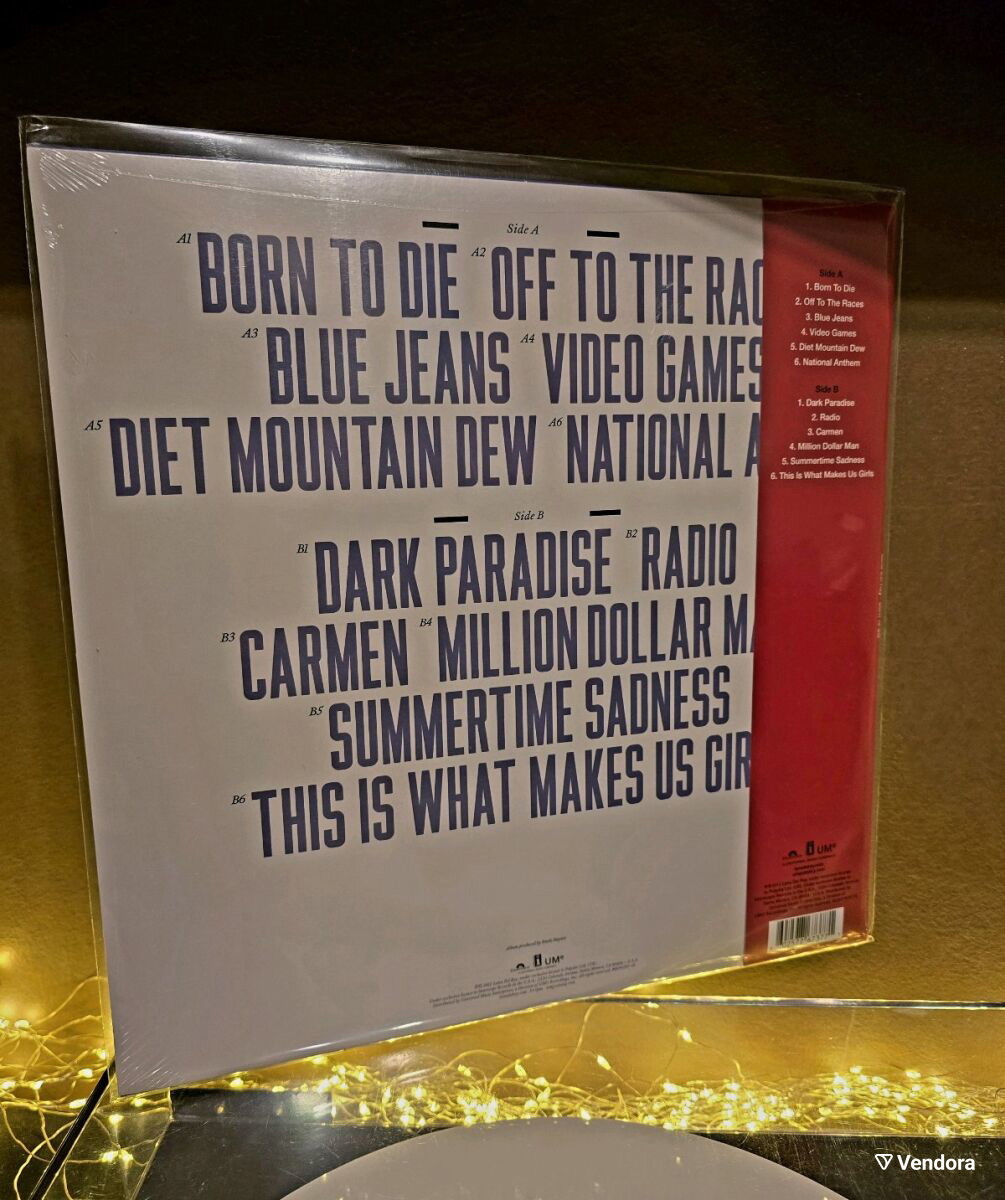 Side A
A1 BORN TO DIE A2 OFF TO THE RAC
A3 BLUE JEANS A4 VIDEO GAMES
A5 DIET MOUNTAIN DEW A6 NATIONAL A
Side B
B1 DARK PARADISE B2 RADIO
B3 CARMEN B4 MILLION DOLLAR MA
B5 SUMMERTIME SADNESS
B6 THIS IS WHAT MAKES US GIR
UMe
Side A
1. Born To Die
2. Off To The Races
3. Blue Jeans
4. Video Games
5. Diet Mountain Dew
6. National Anthem
Side B
1. Dark Paradise
2. Radio
3. Carmen
4. Million Dollar Man
5. Summertime Sadness
6. This Is What Makes Us Girls
UMe
Vendora